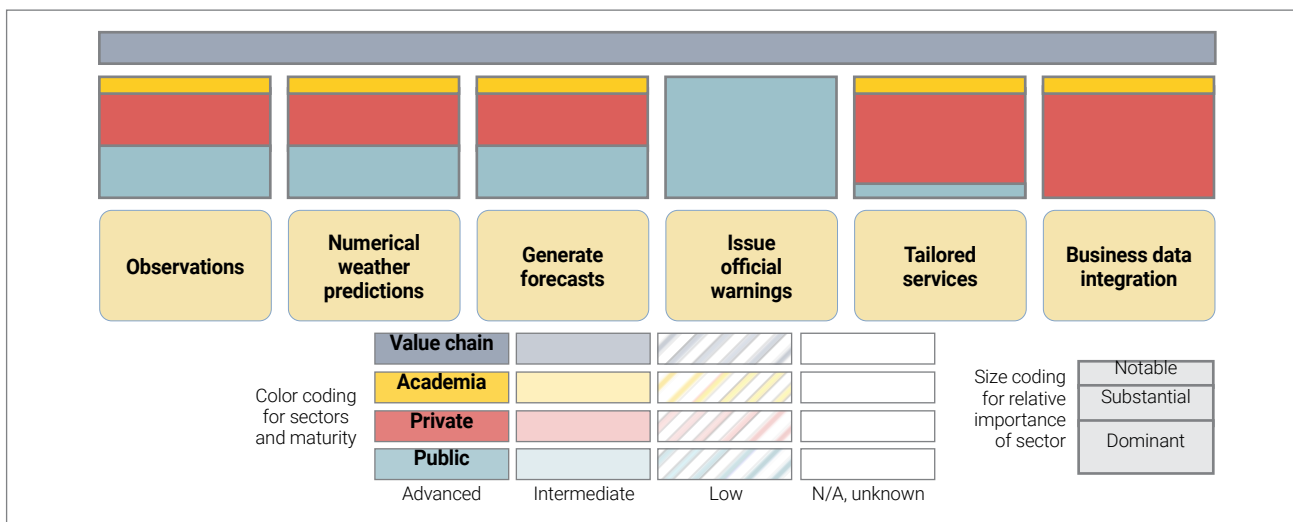 Observations
Numerical
weather
predictions
Generate
forecasts
Issue
official
warnings
Tailored
services
Business data
integration
Color coding
for sectors
and maturity
Value chain
Academia
Private
Public
Advanced
Intermediate
Low
N/A, unknown
Size coding
for relative
importance
of sector
Notable
Substantial
Dominant